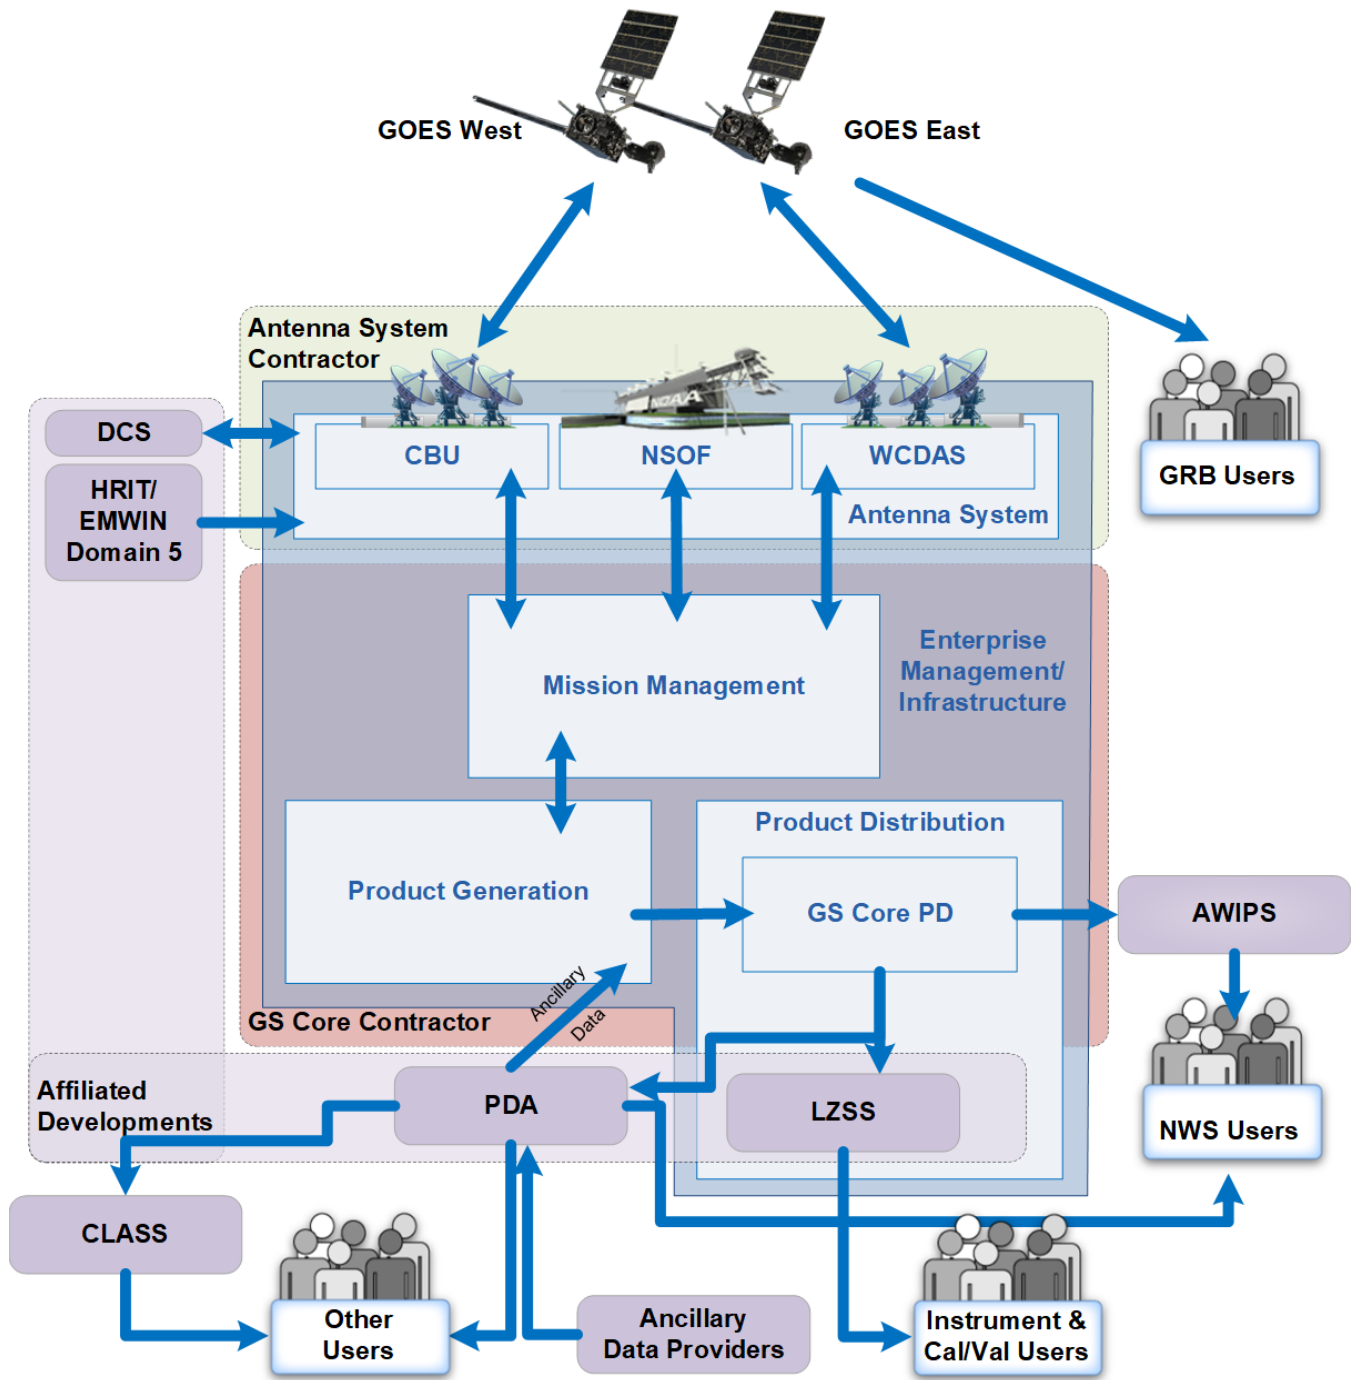 GOES West
GOES East
Antenna System
Contractor
NOAA
DCS
CBU
NSOF
WCDAS
GRB Users
HRIT/
EMWIN
Domain 5
Antenna System
Enterprise
Management/
Infrastructure
Mission Management
Product Distribution
Product Generation
GS Core PD
AWIPS
Ancillary
Data
GS Core Contractor
Affiliated
Developments
PDA
LZSS
NWS Users
CLASS
Other
Users
Ancillary
Data Providers
Instrument &
Cal/Val Users